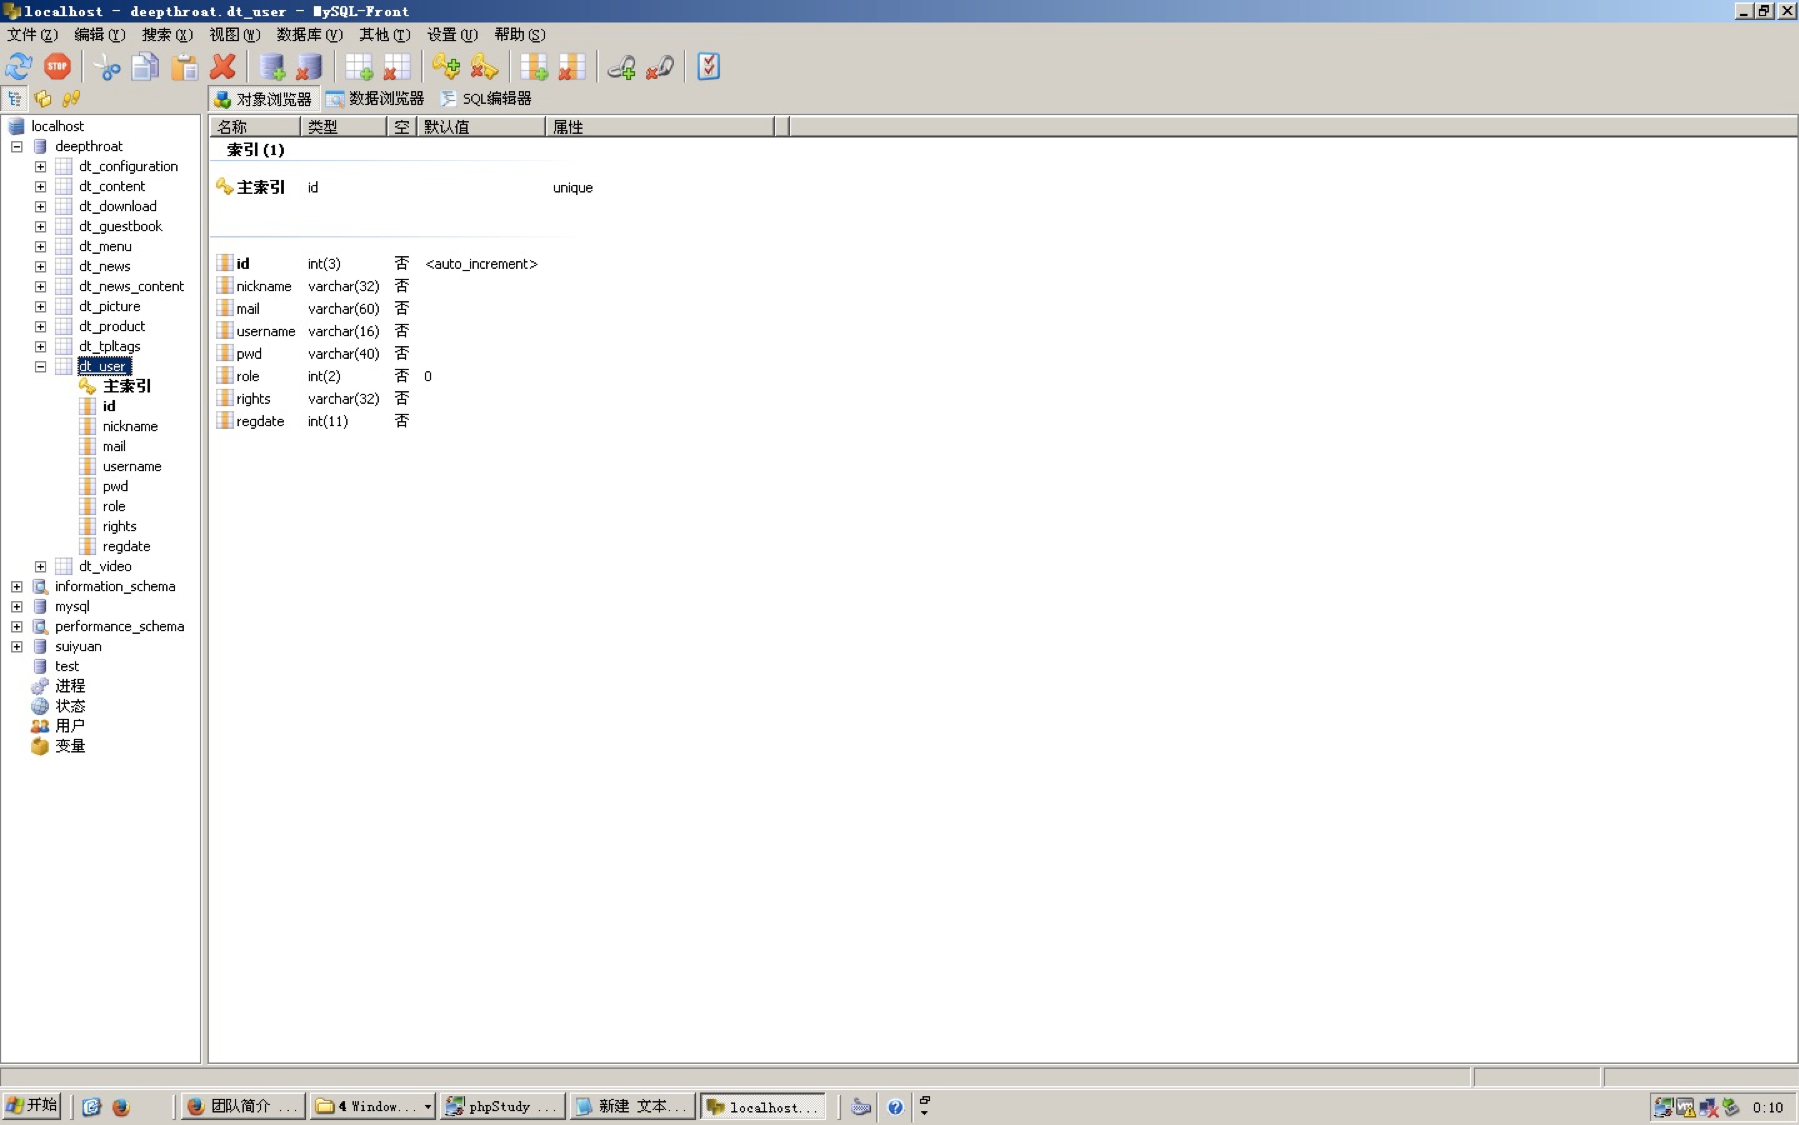 localhost - deepthroat.dt_user - MySQL-Front
文件(Z) 编辑(Y) 搜索(X) 视图(W) 数据库(V) 其他(T) 设置(U) 帮助(S)
STOP
对象浏览器 数据浏览器 SQL编辑器
localhost
deepthroat
dt_configuration
dt_content
dt_download
dt_guestbook
dt_menu
dt_news
dt_news_content
dt_picture
dt_product
dt_tpltags
dt_user
主索引
id
nickname
mail
username
pwd
role
rights
regdate
dt_video
information_schema
mysql
performance_schema
suiyuan
test
进程
状态
用户
变量
名称 类型 空 默认值 属性
索引(1)
主索引 id unique
id int(3) 否 <auto_increment>
nickname varchar(32) 否
mail varchar(60) 否
username varchar(16) 否
pwd varchar(40) 否
role int(2) 否 0
rights varchar(32) 否
regdate int(11) 否
开始 团队简介 ... 4 Window... phpStudy ... 新建 文本... localhost... 0:10